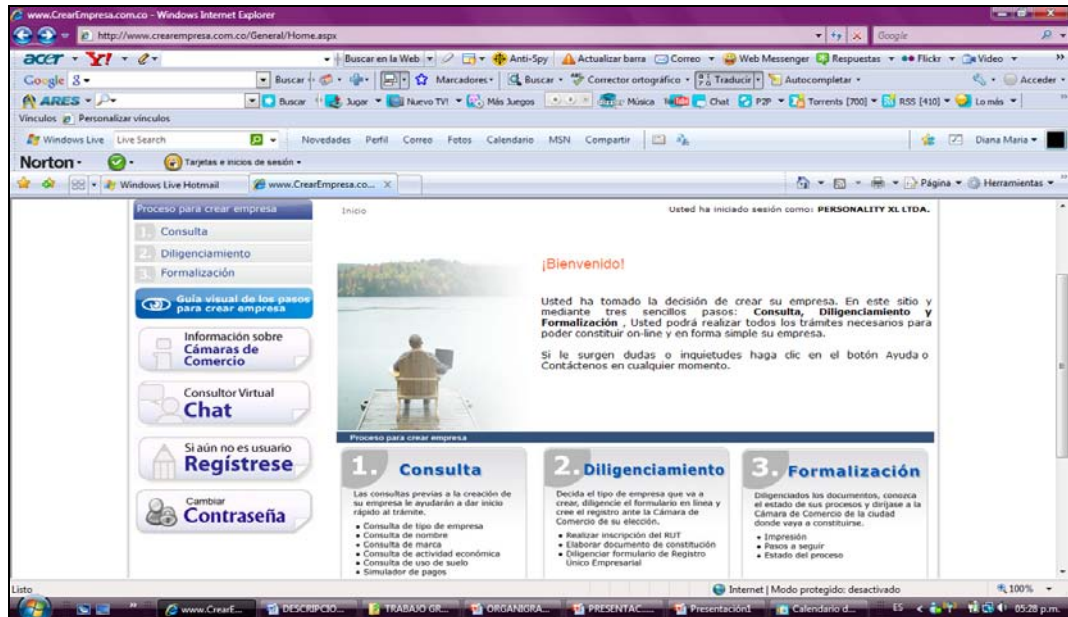 www.CrearEmpresa.com.co - Windows Internet Explorer
http://www.crearempresa.com.co/General/Home.aspx
Google
acer Y! Buscar en la Web Anti-Spy Actualizar barra Correo Web Messenger Respuestas Flickr Video
Google Buscar Marcadores Buscar Corrector ortográfico Traducir Autocompletar Acceder
ARES Buscar Jugar Nuevo TV! Más Juegos Música Chat P2P Torrents [700] RSS [410] Lo más
Vínculos Personalizar vínculos
Windows Live Live Search Novedades Perfil Correo Fotos Calendario MSN Compartir Diana Maria
Norton Tarjetas e inicios de sesión
Windows Live Hotmail www.CrearEmpresa.co... Página Herramientas
Proceso para crear empresa
1. Consulta
2. Diligenciamiento
3. Formalización
Guía visual de los pasos
para crear empresa
Información sobre
Cámaras de
Comercio
Consultor Virtual
Chat
Si aún no es usuario
Regístrese
Cambiar
Contraseña
Inicio
Usted ha iniciado sesión como: PERSONALITY XL LTDA.
¡Bienvenido!
Usted ha tomado la decisión de crear su empresa. En este sitio y
mediante tres sencillos pasos: Consulta, Diligenciamiento y
Formalización , Usted podrá realizar todos los trámites necesarios para
poder constituir on-line y en forma simple su empresa.
Si le surgen dudas o inquietudes haga clic en el botón Ayuda o
Contáctenos en cualquier momento.
Proceso para crear empresa
1. Consulta
Las consultas previas a la creación de
su empresa le ayudarán a dar inicio
rápido al trámite.
• Consulta de tipo de empresa
• Consulta de nombre
• Consulta de marca
• Consulta de actividad económica
• Consulta de uso de suelo
• Simulador de pagos
2. Diligenciamiento
Decida el tipo de empresa que va a
crear, diligencie el formulario en línea y
cree el registro ante la Cámara de
Comercio de su elección.
• Realizar inscripción del RUT
• Elaborar documento de constitución
• Diligenciar formulario de Registro
Unico Empresarial
3. Formalización
Diligenciados los documentos, conozca
el estado de sus procesos y diríjase a la
Cámara de Comercio de la ciudad
donde vaya a constituirse.
• Impresión
• Pasos a seguir
• Estado del proceso
Listo
Internet | Modo protegido: desactivado
100%
www.CrearE... DESCRIPCIO... TRABAJO GR... ORGANIGRA... PRESENTAC... Presentación1 Calendario d... ES 05:28 p.m.